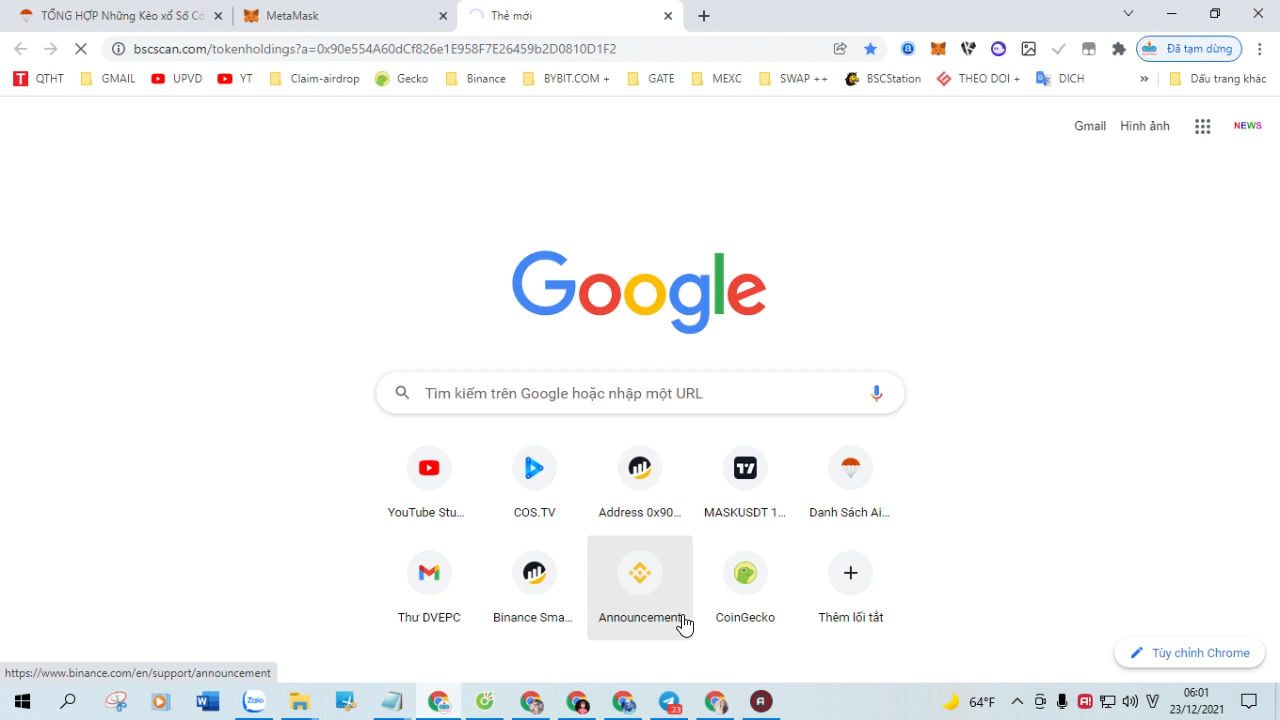 TỔNG HỢP Những Kèo xổ Số Cơ
MetaMask
Thẻ mới
bscscan.com/tokenholdings?a=0x90e554A60dCf826e1E958F7E26459b2D0810D1F2
Đã tạm dừng
QTHT
GMAIL
UPVD
YT
Claim-airdrop
Gecko
Binance
BYBIT.COM +
GATE
MEXC
SWAP ++
BSCStation
THEO DOI +
DICH
»
Dấu trang khác
Gmail
Hình ảnh
NEWS
Google
Tìm kiếm trên Google hoặc nhập một URL
YouTube Stu...
COS.TV
Address 0x90...
MASKUSDT 1...
Danh Sách Ai...
Thư DVEPC
Binance Sma...
Announcement
CoinGecko
Thêm lối tắt
Tùy chỉnh Chrome
https://www.binance.com/en/support/announcement
Zalo
23
64°F
06:01
23/12/2021